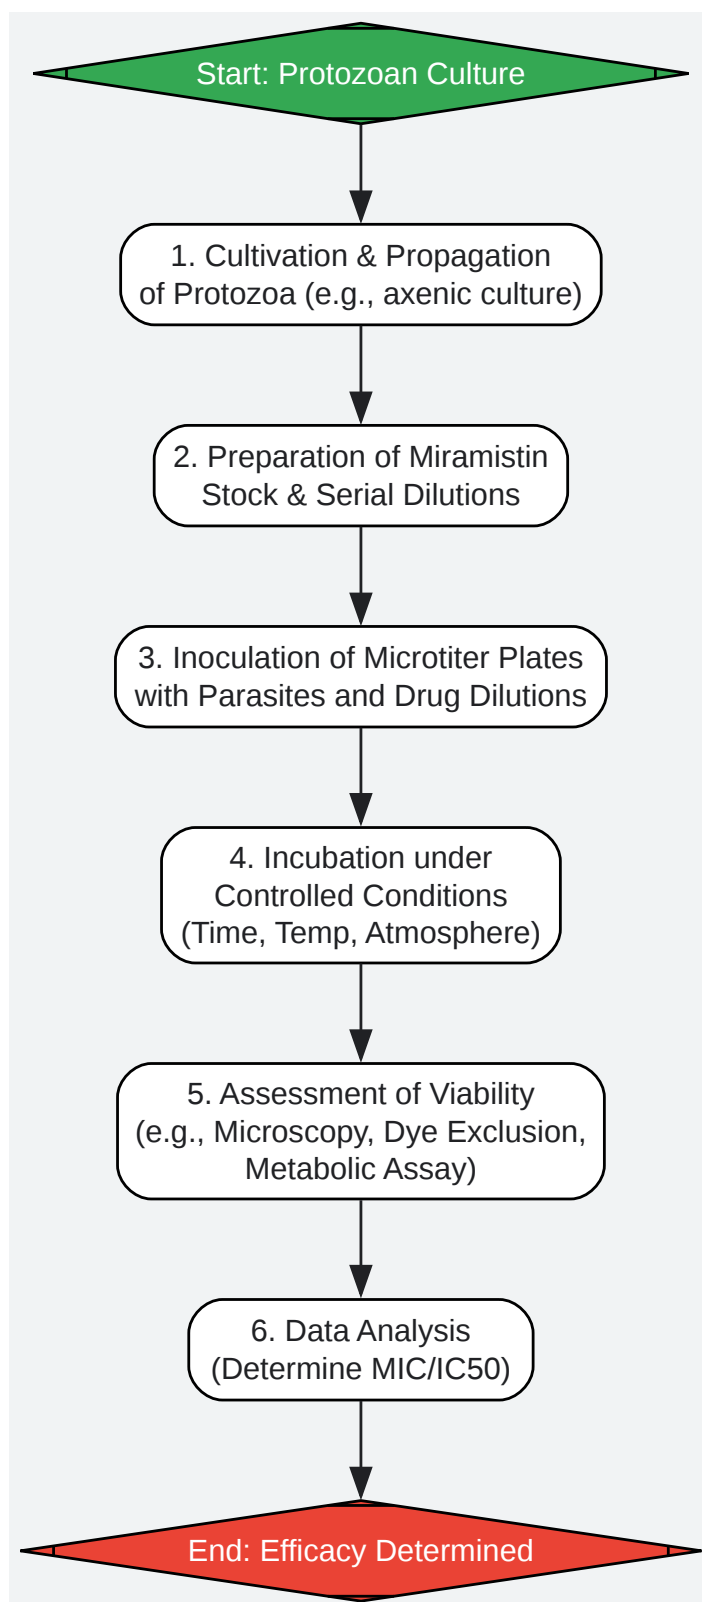 Start: Protozoan Culture
1. Cultivation & Propagation
of Protozoa (e.g., axenic culture)
2. Preparation of Miramistin
Stock & Serial Dilutions
3. Inoculation of Microtiter Plates
with Parasites and Drug Dilutions
4. Incubation under
Controlled Conditions
(Time, Temp, Atmosphere)
5. Assessment of Viability
(e.g., Microscopy, Dye Exclusion,
Metabolic Assay)
6. Data Analysis
(Determine MIC/IC50)
End: Efficacy Determined